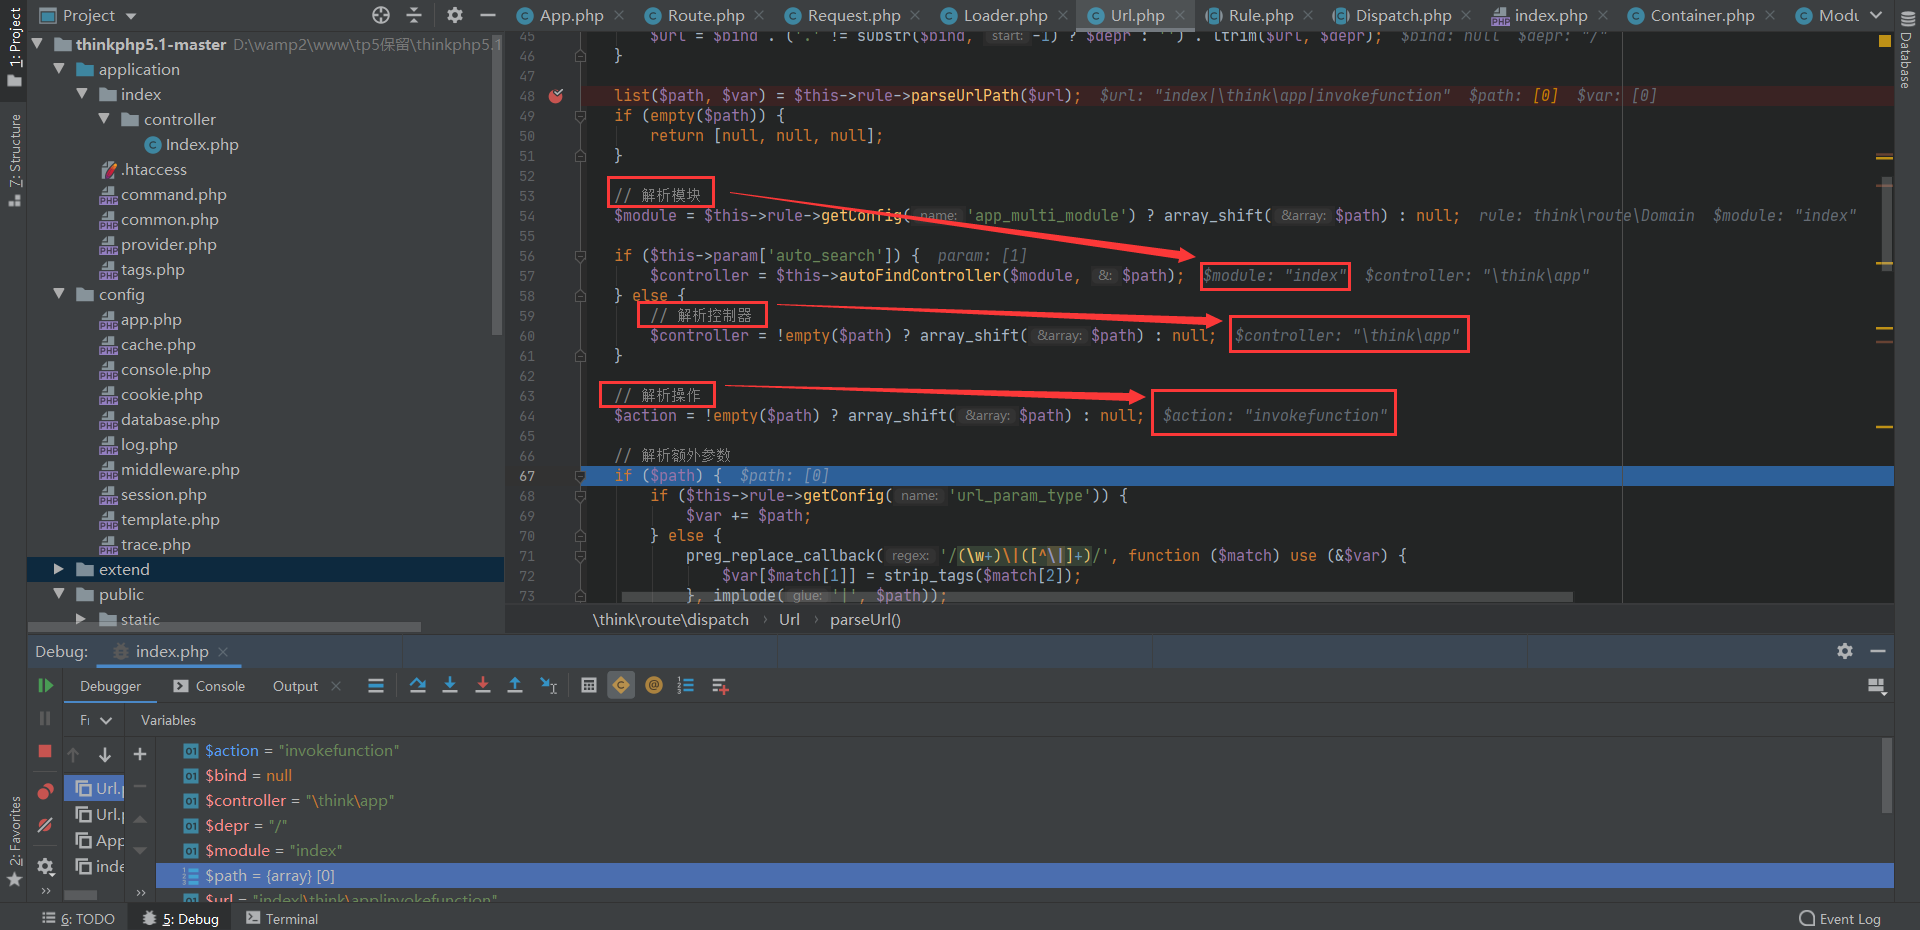 Project
App.php
Route.php
Request.php
Loader.php
Url.php
Rule.php
Dispatch.php
index.php
Container.php
Modu
1: Project
7: Structure
2: Favorites
Database
thinkphp5.1-master D:\wamp2\www\tp5保留\thinkphp5.1
application
index
controller
Index.php
.htaccess
command.php
common.php
provider.php
tags.php
config
app.php
cache.php
console.php
cookie.php
database.php
log.php
middleware.php
session.php
template.php
trace.php
extend
public
static
45 $url = $bind . ('.' != substr($bind, start: -1) ? $depr : '') . ltrim($url, $depr); $bind: null $depr: "/"
46 }
47
48 list($path, $var) = $this->rule->parseUrlPath($url); $url: "index|\think\app|invokefunction" $path: [0] $var: [0]
49 if (empty($path)) {
50 return [null, null, null];
51 }
52
53 // 解析模块
54 $module = $this->rule->getConfig( name: 'app_multi_module') ? array_shift( &array: $path) : null; rule: think\route\Domain $module: "index"
55
56 if ($this->param['auto_search']) { param: [1]
57 $controller = $this->autoFindController($module, &: $path); $module: "index" $controller: "\think\app"
58 } else {
59 // 解析控制器
60 $controller = !empty($path) ? array_shift( &array: $path) : null; $controller: "\think\app"
61 }
62
63 // 解析操作
64 $action = !empty($path) ? array_shift( &array: $path) : null; $action: "invokefunction"
65
66 // 解析额外参数
67 if ($path) { $path: [0]
68 if ($this->rule->getConfig( name: 'url_param_type')) {
69 $var += $path;
70 } else {
71 preg_replace_callback( regex: '/(\w+)\|([^\|]+)/', function ($match) use (&$var) {
72 $var[$match[1]] = strip_tags($match[2]);
73 }, implode( glue: '|', $path));
\think\route\dispatch › Url › parseUrl()
Debug: index.php
Debugger Console Output
Fr Variables
Url.p
Url.p
App
inde
$action = "invokefunction"
$bind = null
$controller = "\think\app"
$depr = "/"
$module = "index"
$path = {array} [0]
$url = "index|\think\app|invokefunction"
6: TODO 5: Debug Terminal Event Log